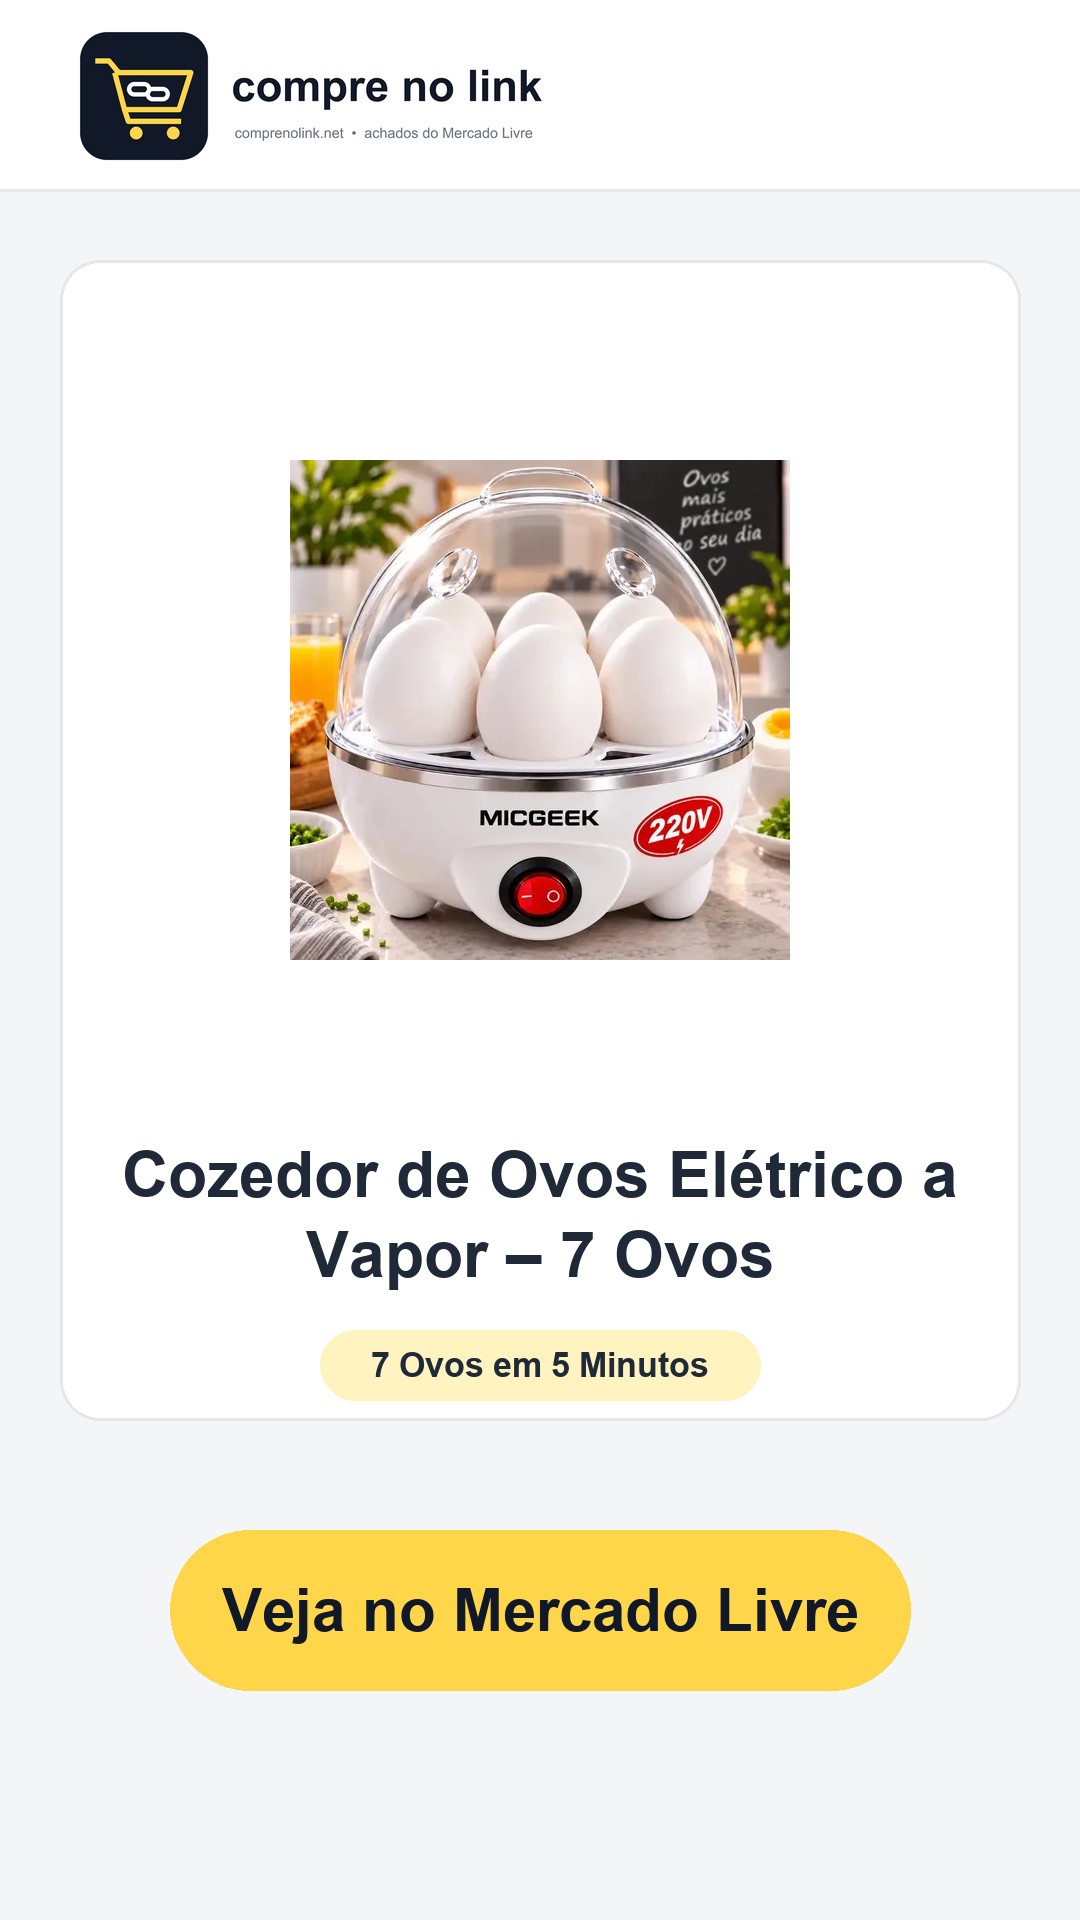 compre no link
comprenolink.net • achados do Mercado Livre
Ovos
mais
práticos
no seu dia
MICGEEK
220V
Cozedor de Ovos Elétrico a
Vapor – 7 Ovos
7 Ovos em 5 Minutos
Veja no Mercado Livre